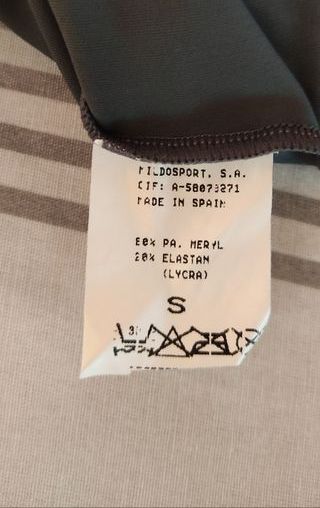 FILDOSPORT, S.A.
CIF: A-58073271
MADE IN SPAIN
80% PA. MERYL
20% ELASTAN
(LYCRA)
S